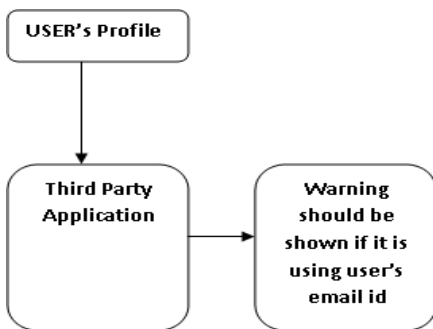 USER's Profile
Third Party
Application
Warning
should be
shown if it is
using user's
email id